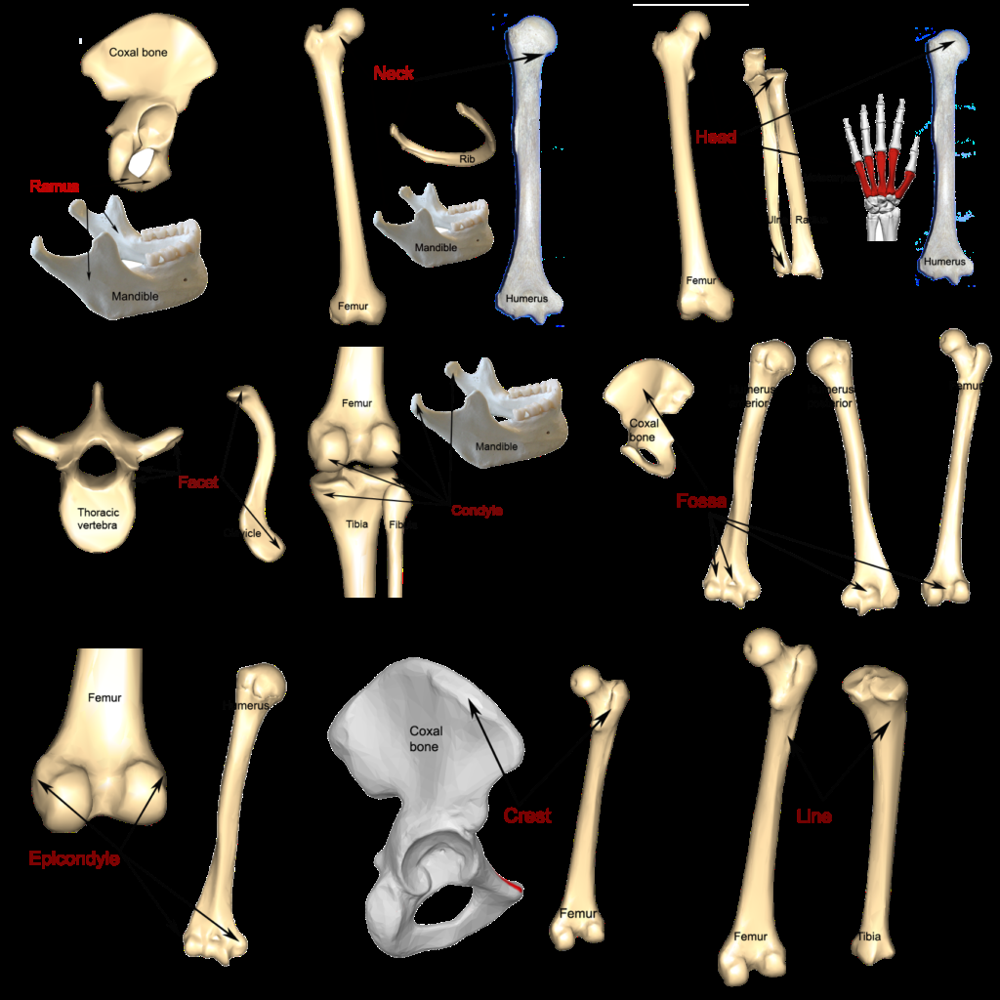 Coxal bone
Ramus
Mandible
Neck
Rib
Mandible
Femur
Humerus
Head
Femur
Humerus
Thoracic
vertebra
Facet
Femur
Tibia
Condyle
Mandible
Coxal
bone
Fossa
Femur
Humerus
Epicondyle
Coxal
bone
Crest
Femur
Line
Femur
Tibia